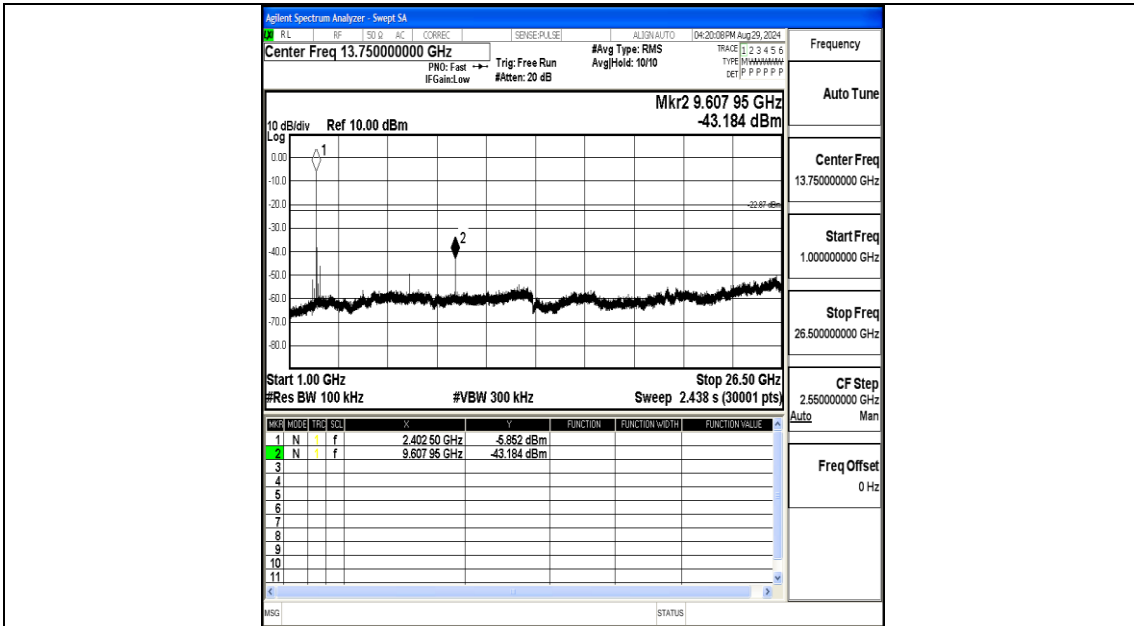 Agilent Spectrum Analyzer - Swept SA
RL RF 50 Ω AC CORREC SENSE:PULSE ALIGNAUTO 04:20:08PM Aug 29, 2024
Center Freq 13.750000000 GHz
#Avg Type: RMS
TRACE 1 2 3 4 5 6
PNO: Fast Trig: Free Run Avg|Hold: 10/10
TYPE MWWWWW
IFGain:Low #Atten: 20 dB
DET P P P P P P
Mkr2 9.607 95 GHz
-43.184 dBm
10 dB/div Ref 10.00 dBm
Log
1
0.00
-10.0
-20.0
-22.87 dBm
-30.0
2
-40.0
-50.0
-60.0
-70.0
-80.0
Start 1.00 GHz Stop 26.50 GHz
#Res BW 100 kHz #VBW 300 kHz Sweep 2.438 s (30001 pts)
MKR MODE TRC SCL X Y FUNCTION FUNCTION WIDTH FUNCTION VALUE
1 N 1 f 2.402 50 GHz -5.852 dBm
2 N 1 f 9.607 95 GHz -43.184 dBm
3
4
5
6
7
8
9
10
11
MSG STATUS
Frequency
Auto Tune
Center Freq
13.750000000 GHz
Start Freq
1.000000000 GHz
Stop Freq
26.500000000 GHz
CF Step
2.550000000 GHz
Auto Man
Freq Offset
0 Hz